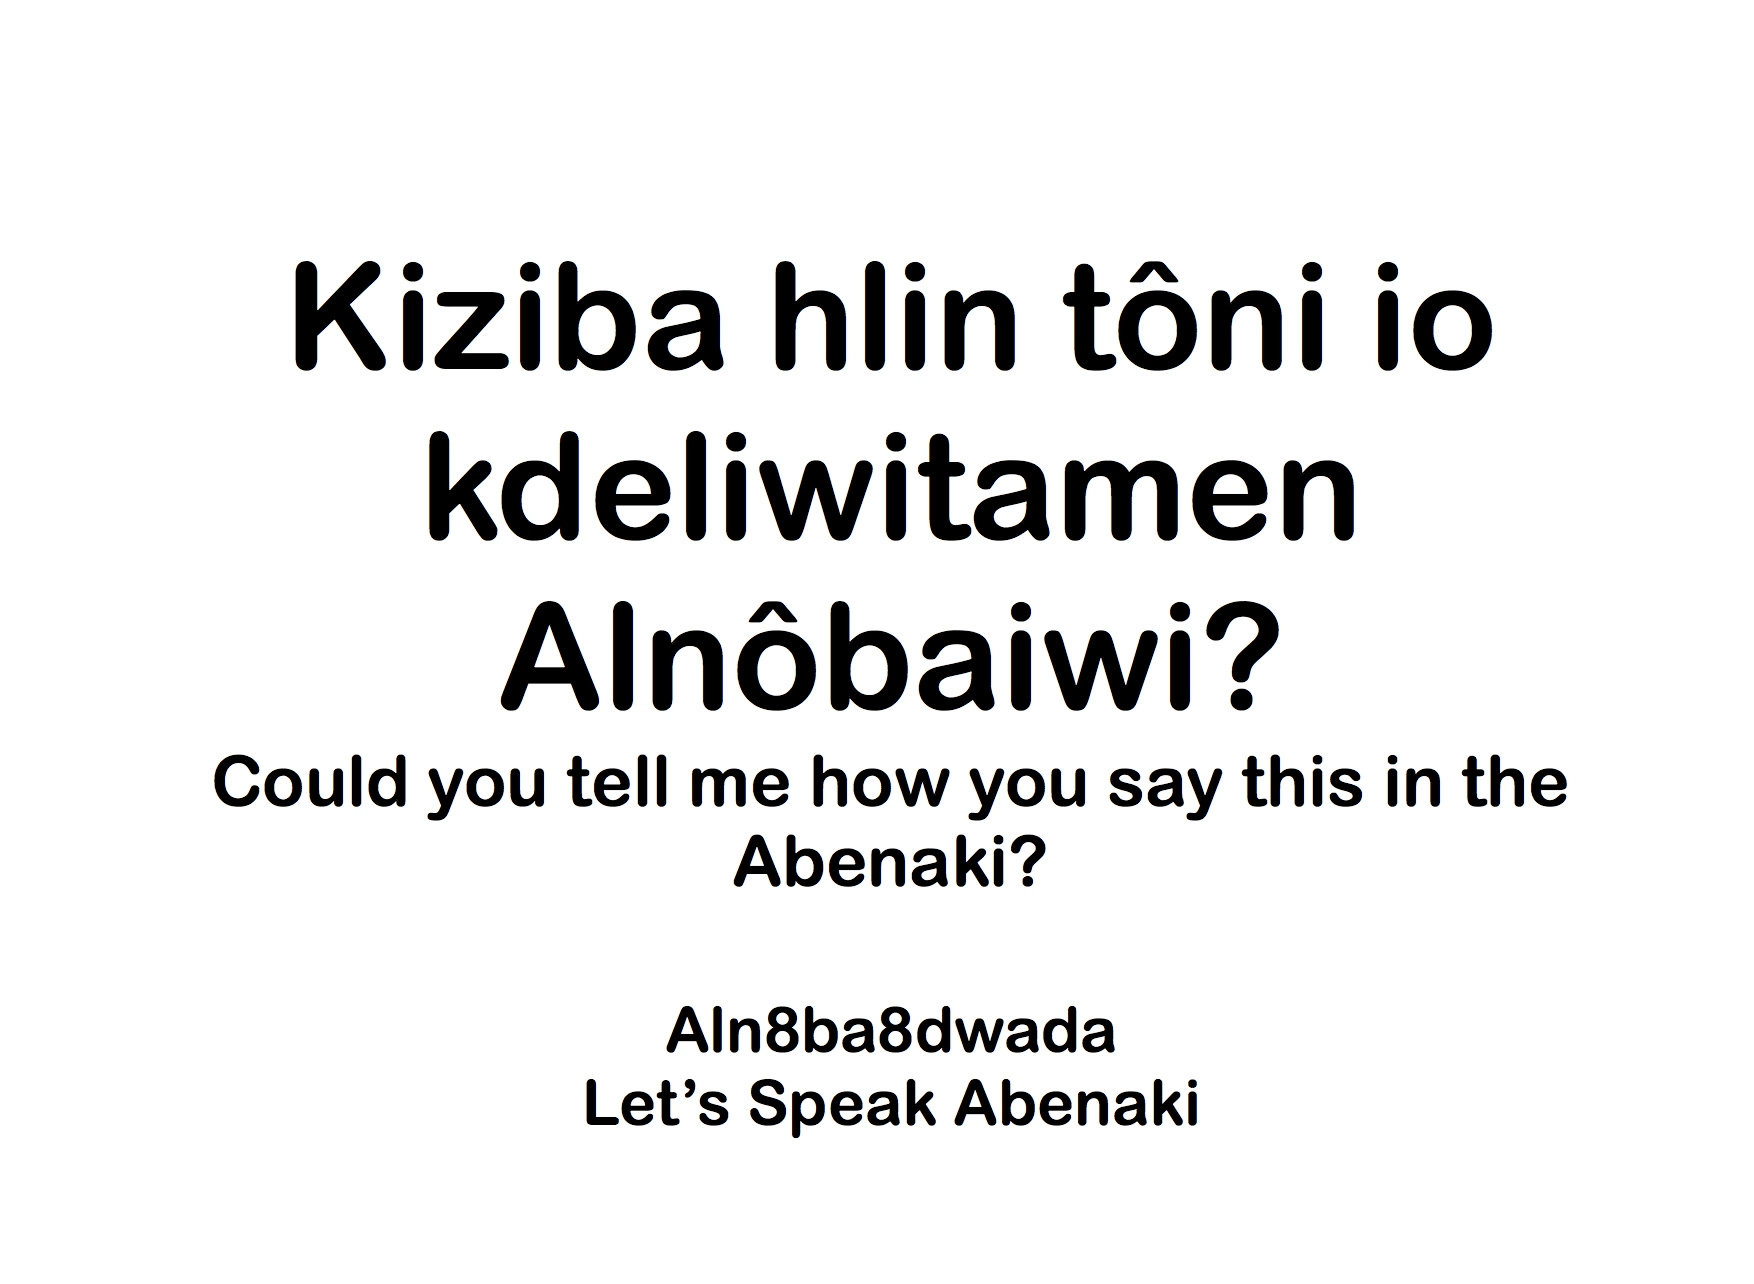 Kiziba hlin tôni io
kdeliwitamen
Alnôbaiwi?
Could you tell me how you say this in the
Abenaki?
Aln8ba8dwada
Let’s Speak Abenaki